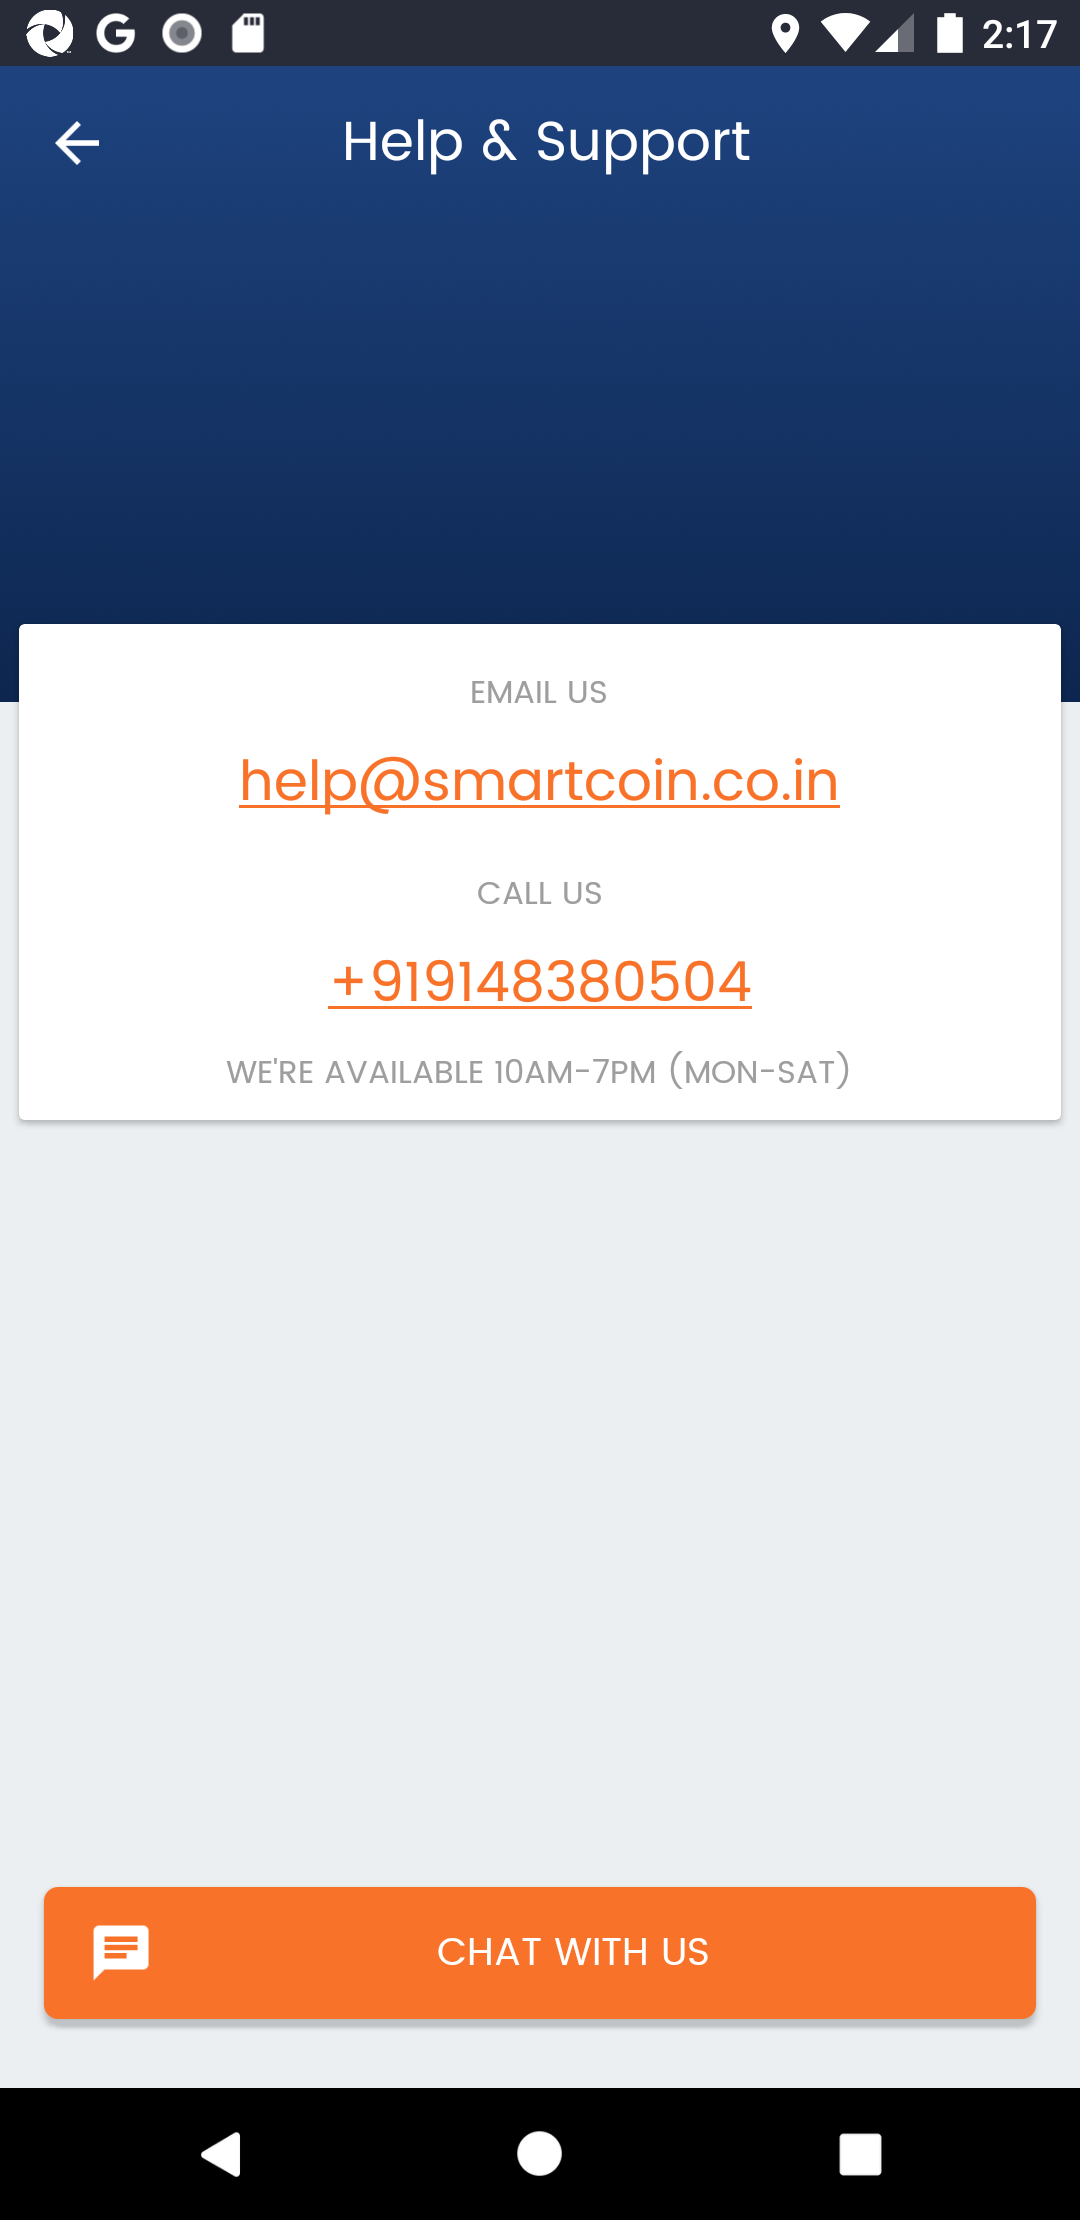 2:17
Help & Support
EMAIL US
help@smartcoin.co.in
CALL US
+919148380504
WE'RE AVAILABLE 10AM-7PM (MON-SAT)
CHAT WITH US